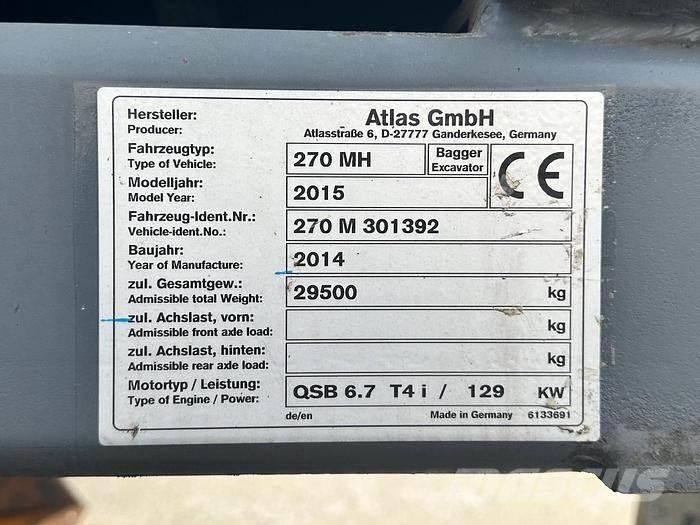 Hersteller: Atlas GmbH
Producer: Atlasstraße 6, D-27777 Ganderkesee, Germany
Fahrzeugtyp: 270 MH Bagger
Type of Vehicle: Excavator
CE
Modelljahr: 2015
Model Year:
Fahrzeug-Ident.Nr.: 270 M 301392
Vehicle-ident.No.:
Baujahr: 2014
Year of Manufacture:
zul. Gesamtgew.: 29500 kg
Admissible total Weight:
zul. Achslast, vorn: kg
Admissible front axle load:
zul. Achslast, hinten: kg
Admissible rear axle load:
Motortyp / Leistung: QSB 6.7 T4 i / 129 KW
Type of Engine / Power:
de/en Made in Germany 6133691
MASCUS